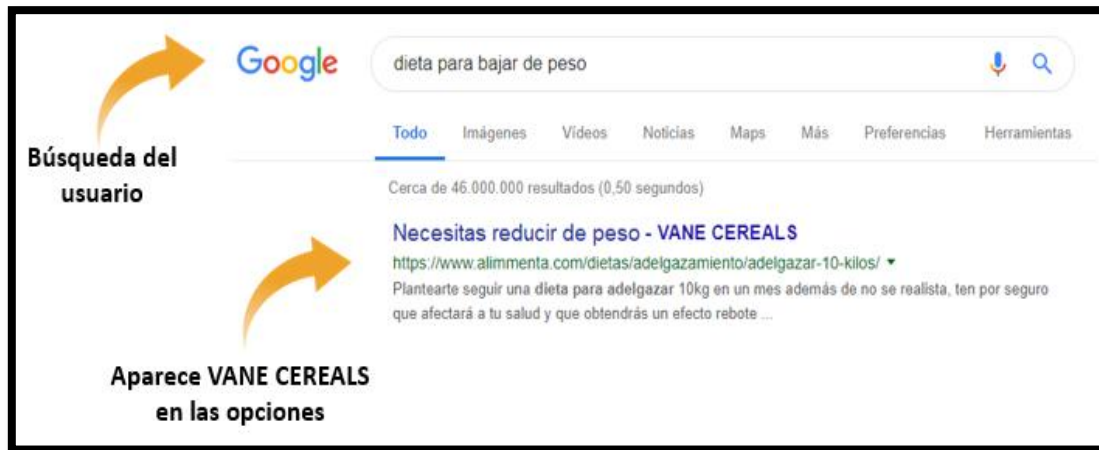 Google
dieta para bajar de peso
Todo Imágenes Vídeos Noticias Maps Más Preferencias Herramientas
Búsqueda del
usuario
Cerca de 46.000.000 resultados (0,50 segundos)
Necesitas reducir de peso - VANE CEREALS
https://www.alimmenta.com/dietas/adelgazamiento/adelgazar-10-kilos/
Plantearte seguir una dieta para adelgazar 10kg en un mes además de no se realista, ten por seguro
que afectará a tu salud y que obtendrás un efecto rebote ...
Aparece VANE CEREALS
en las opciones